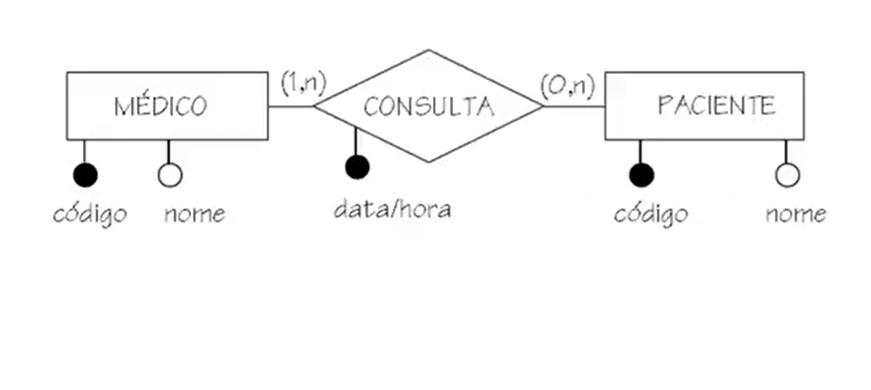 (1,n)
(0,n)
MÉDICO
CONSULTA
PACIENTE
código
nome
data/hora
código
nome